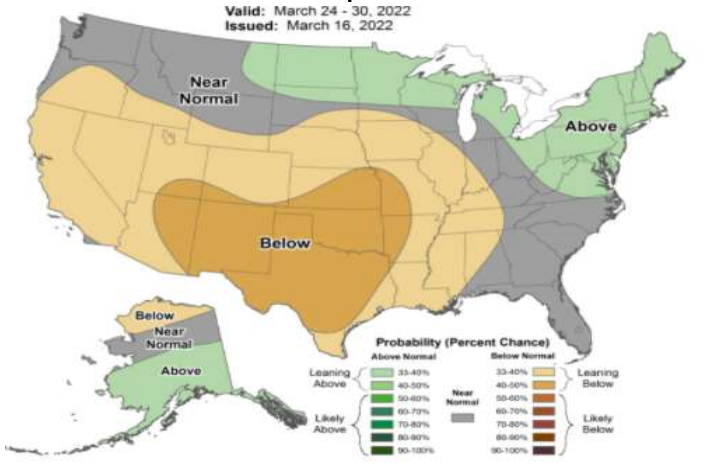 Valid: March 24 - 30, 2022
Issued: March 16, 2022
Near
Normal
Above
Below
Below
Near
Normal
Above
Probability (Percent Chance)
Above Normal
Below Normal
Leaning
Above
33-40%
40-50%
50-60%
60-70%
70-80%
80-90%
90-100%
Likely
Above
Near
Normal
33-40%
40-50%
50-60%
60-70%
70-80%
80-90%
90-100%
Leaning
Below
Likely
Below